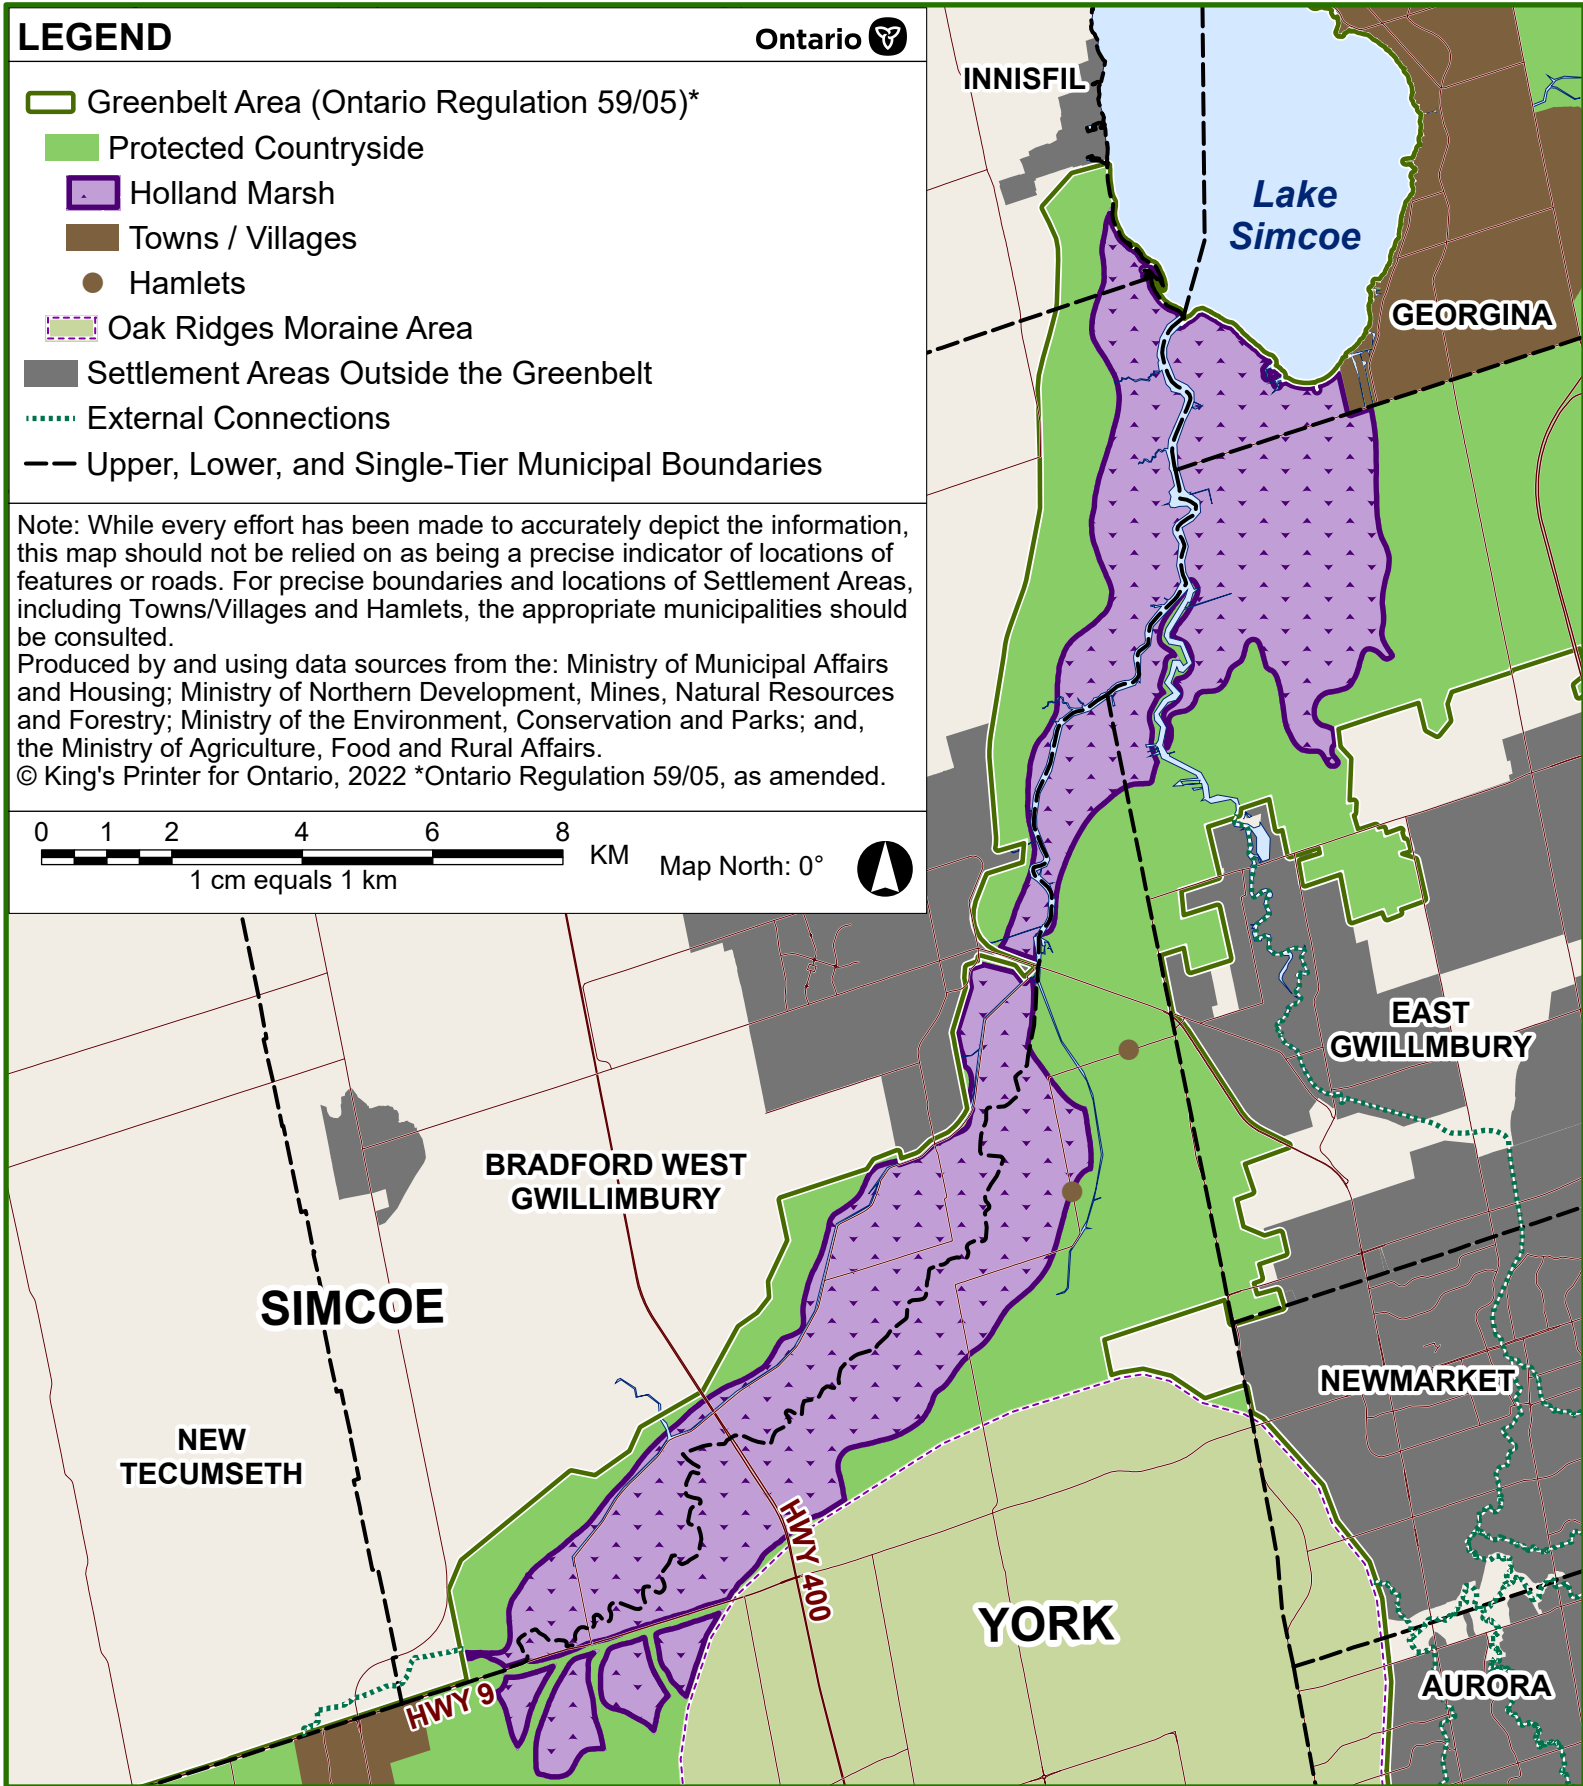 LEGEND
Ontario
Greenbelt Area (Ontario Regulation 59/05)*
Protected Countryside
Holland Marsh
Towns / Villages
Hamlets
Oak Ridges Moraine Area
Settlement Areas Outside the Greenbelt
External Connections
Upper, Lower, and Single-Tier Municipal Boundaries
Note: While every effort has been made to accurately depict the information,
this map should not be relied on as being a precise indicator of locations of
features or roads. For precise boundaries and locations of Settlement Areas,
including Towns/Villages and Hamlets, the appropriate municipalities should
be consulted.
Produced by and using data sources from the: Ministry of Municipal Affairs
and Housing; Ministry of Northern Development, Mines, Natural Resources
and Forestry; Ministry of the Environment, Conservation and Parks; and,
the Ministry of Agriculture, Food and Rural Affairs.
© King's Printer for Ontario, 2022 *Ontario Regulation 59/05, as amended.
0 1 2 4 6 8 KM
1 cm equals 1 km
Map North: 0°
INNISFIL
Lake
Simcoe
GEORGINA
EAST
GWILLMBURY
BRADFORD WEST
GWILLIMBURY
SIMCOE
NEWMARKET
NEW
TECUMSETH
HWY 400
YORK
AURORA
HWY 9